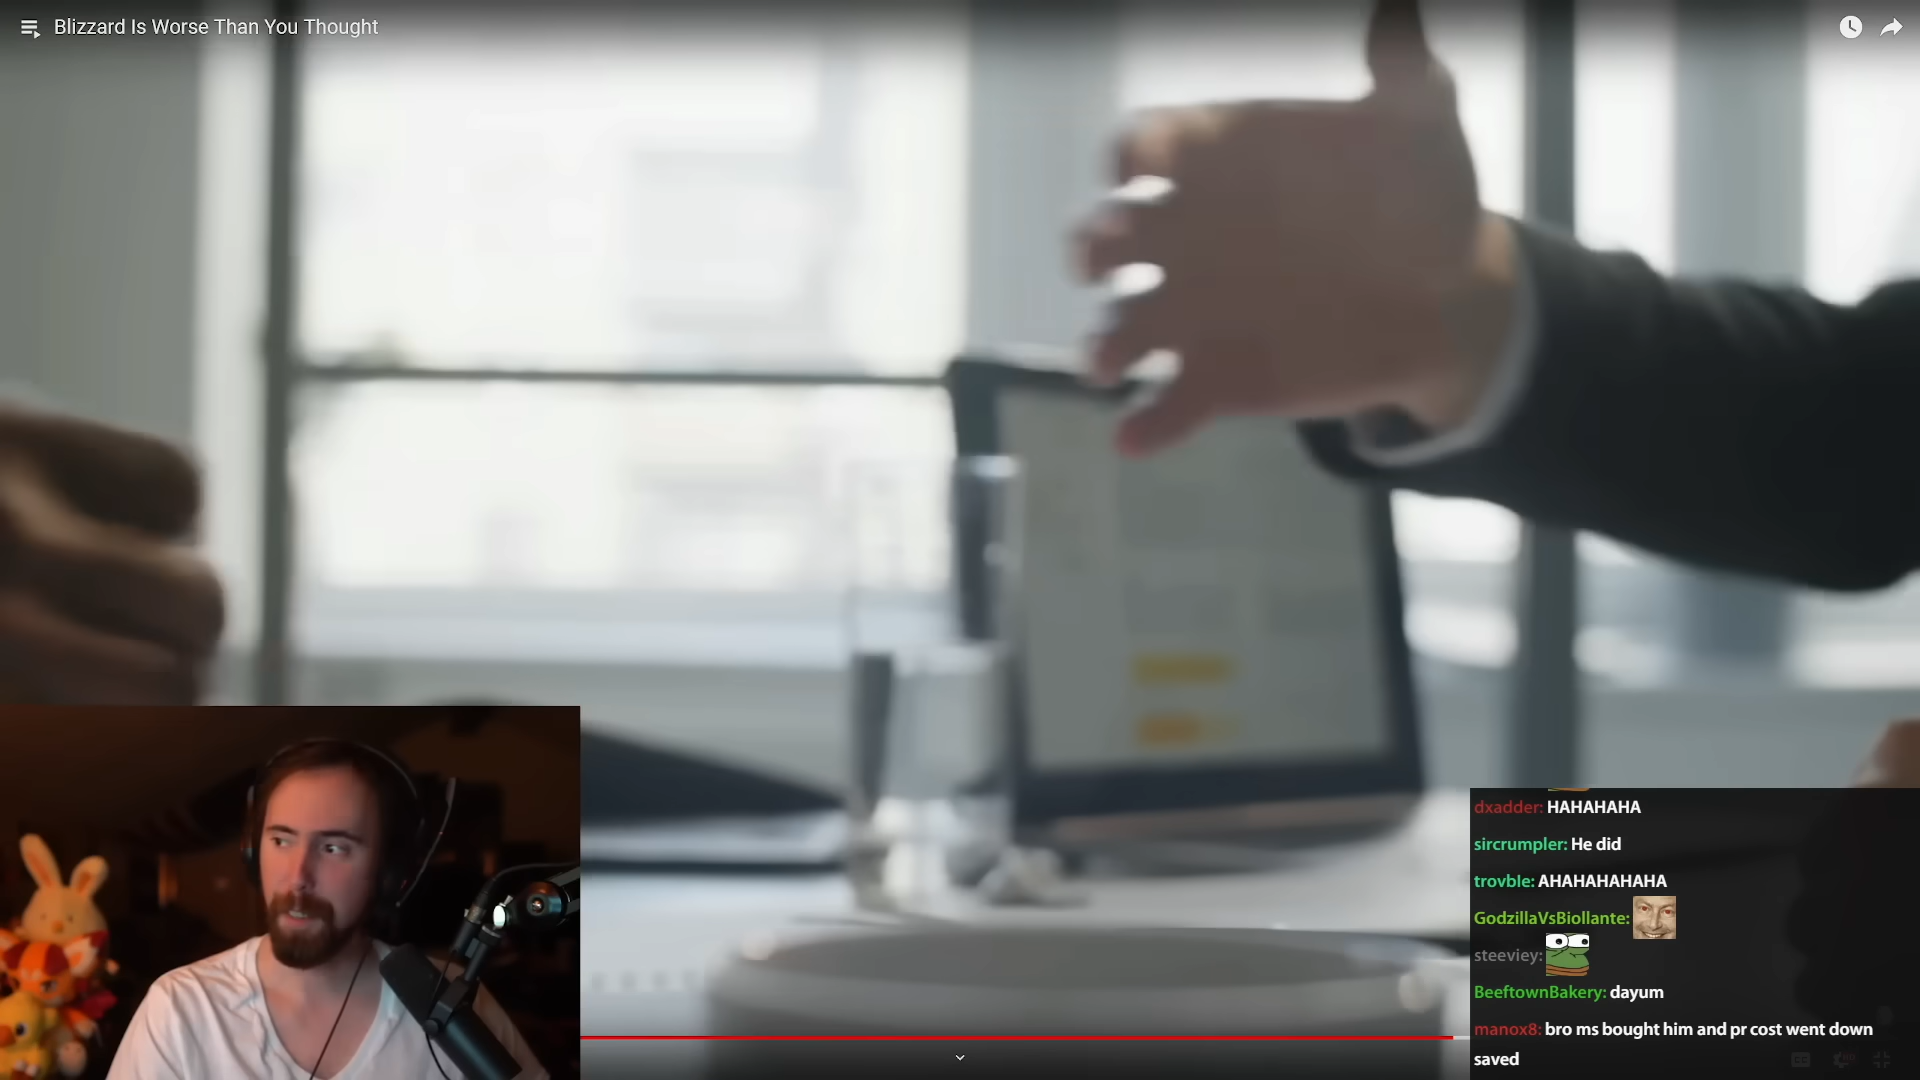 Blizzard Is Worse Than You Thought
dxadder: HAHAHAHA
sircrumpler: He did
trovble: AHAHAHAHAHA
GodzillaVsBiollante:
steeviey:
BeeftownBakery: dayum
manox8: bro ms bought him and pr cost went down
saved